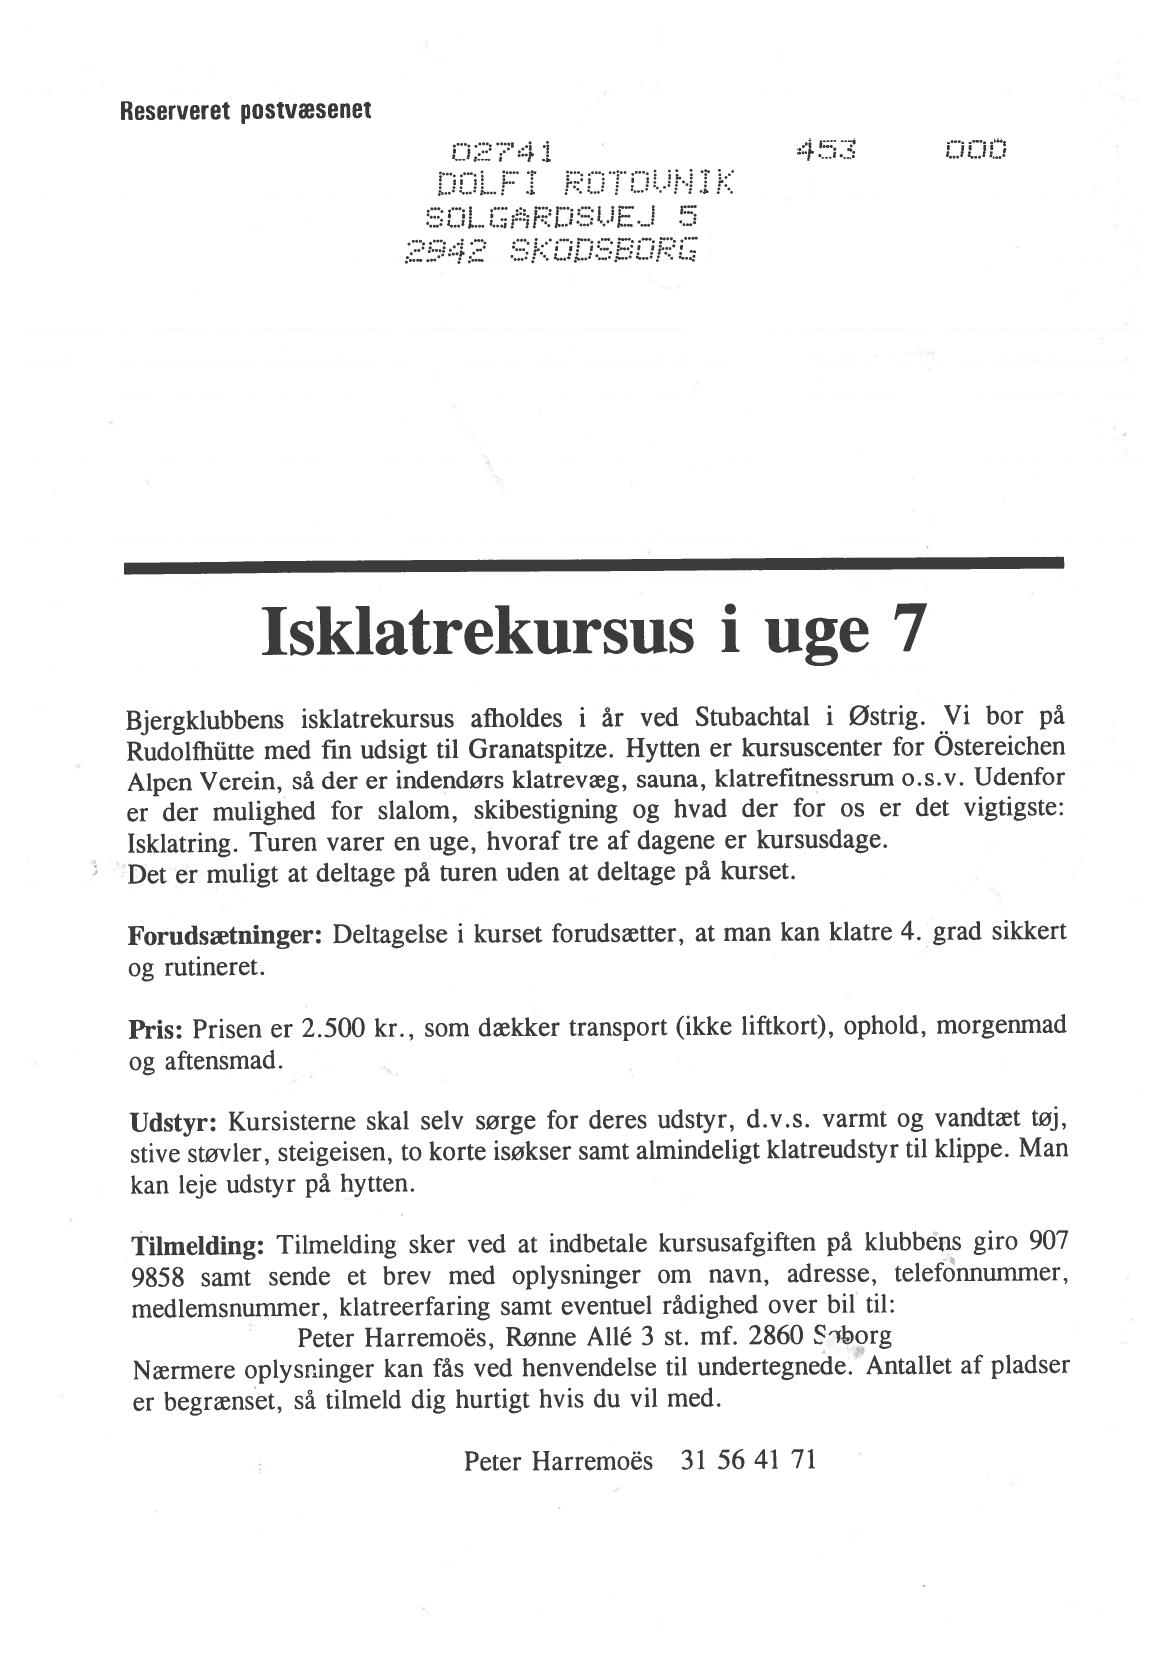 Reserveret postvæsenet
02741 453 000
DOLFI ROTOVNIK
SOLGARDSVEJ 5
2942 SKODSBORG
Isklatrekursus i uge 7
Bjergklubbens isklatrekursus afholdes i år ved Stubachtal i Østrig. Vi bor på
Rudolfhütte med fin udsigt til Granatspitze. Hytten er kursuscenter for Östereichen
Alpen Verein, så der er indendørs klatrevæg, sauna, klatrefitnessrum o.s.v. Udenfor
er der mulighed for slalom, skibestigning og hvad der for os er det vigtigste:
Isklatring. Turen varer en uge, hvoraf tre af dagene er kursusdage.
Det er muligt at deltage på turen uden at deltage på kurset.
Forudsætninger: Deltagelse i kurset forudsætter, at man kan klatre 4. grad sikkert
og rutineret.
Pris: Prisen er 2.500 kr., som dækker transport (ikke liftkort), ophold, morgenmad
og aftensmad.
Udstyr: Kursisterne skal selv sørge for deres udstyr, d.v.s. varmt og vandtæt tøj,
stive støvler, steigeisen, to korte isøkser samt almindeligt klatreudstyr til klippe. Man
kan leje udstyr på hytten.
Tilmelding: Tilmelding sker ved at indbetale kursusafgiften på klubbens giro 907
9858 samt sende et brev med oplysninger om navn, adresse, telefonnummer,
medlemsnummer, klatreerfaring samt eventuel rådighed over bil til:
Peter Harremoës, Rønne Allé 3 st. mf. 2860 Søborg
Nærmere oplysninger kan fås ved henvendelse til undertegnede. Antallet af pladser
er begrænset, så tilmeld dig hurtigt hvis du vil med.
Peter Harremoës 31 56 41 71